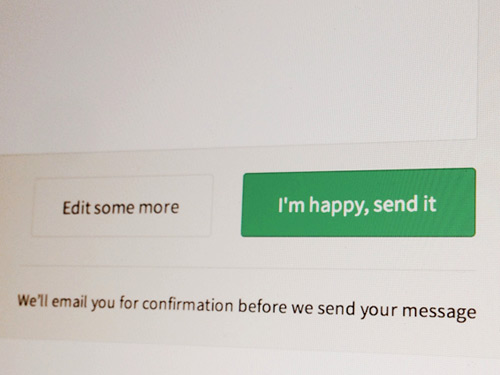 Edit some more
I'm happy, send it
We'll email you for confirmation before we send your message